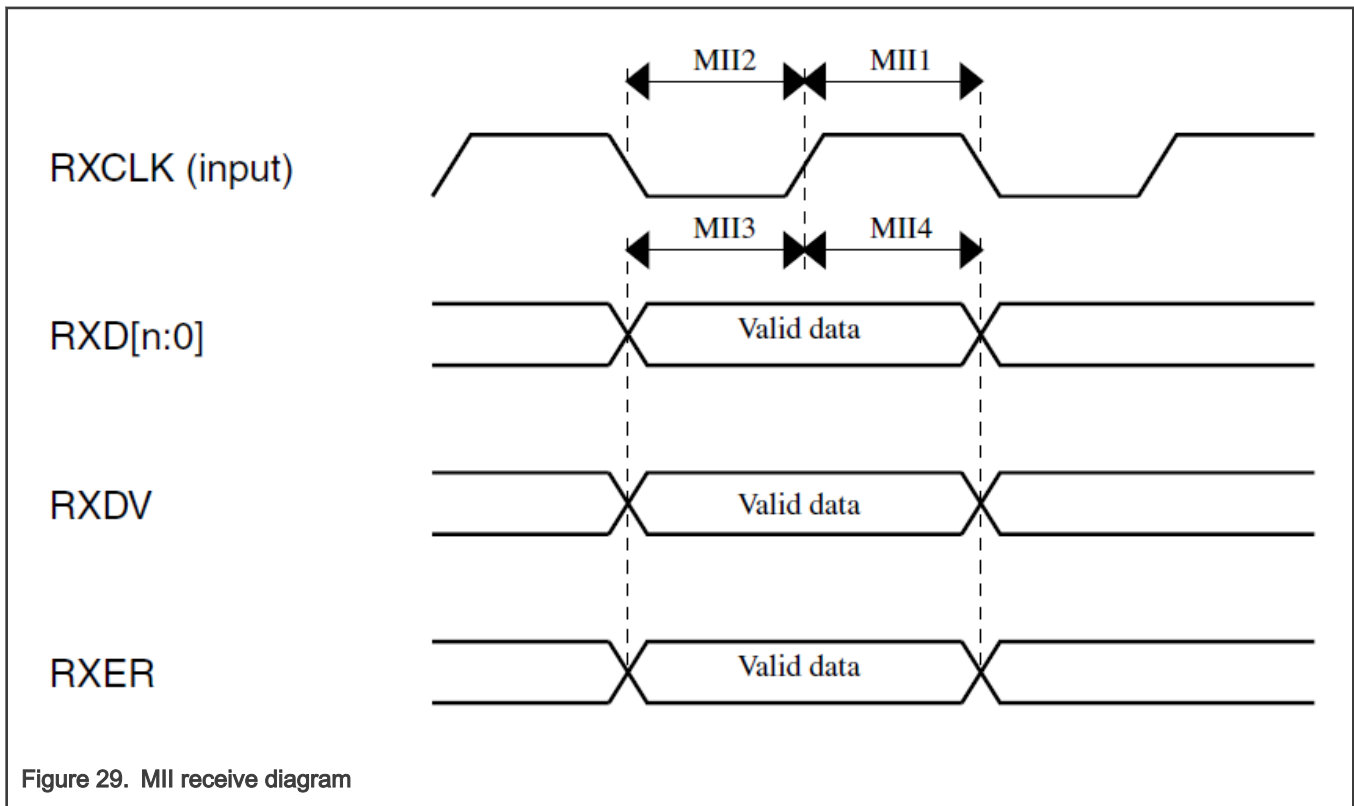 MII2 MII1
RXCLK (input)
MII3 MII4
RXD[n:0] Valid data
RXDV Valid data
RXER Valid data
Figure 29. MII receive diagram